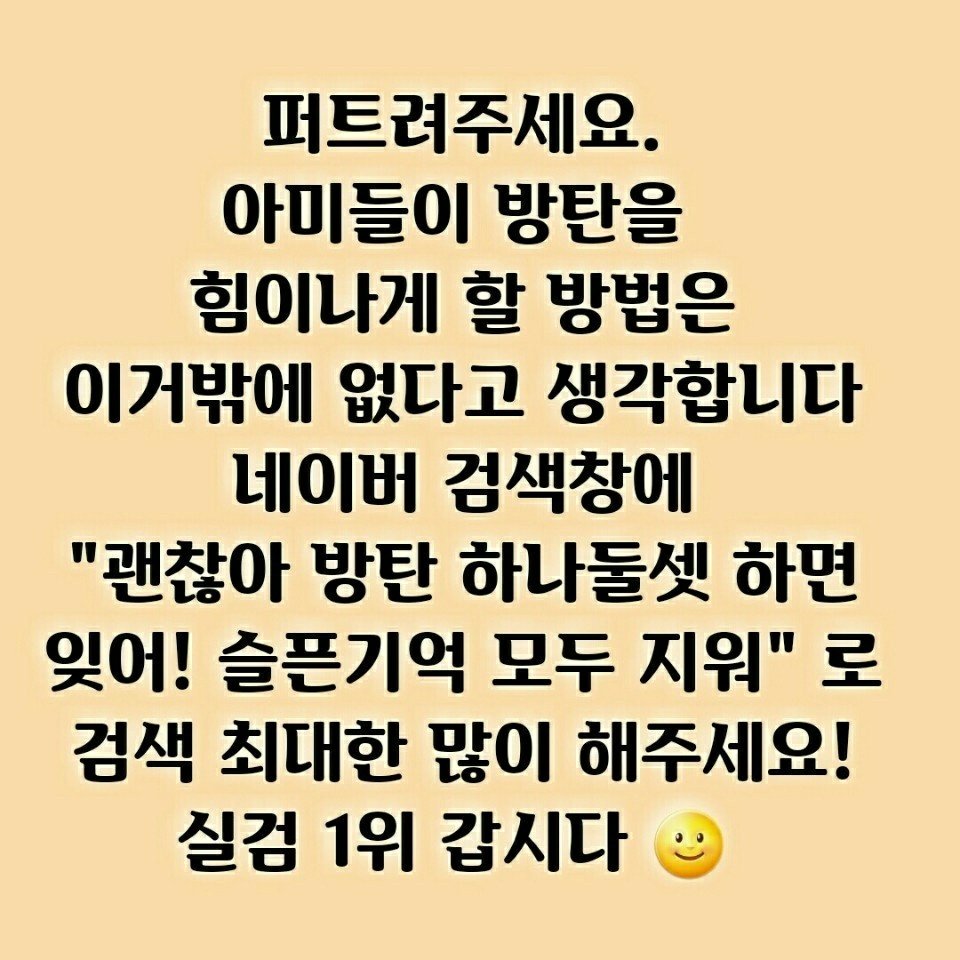 퍼트려주세요.
아미들이 방탄을
힘이나게 할 방법은
이거밖에 없다고 생각합니다
네이버 검색창에
"괜찮아 방탄 하나둘셋 하면
잊어! 슬픈기억 모두 지워" 로
검색 최대한 많이 해주세요!
실검 1위 갑시다 🌝